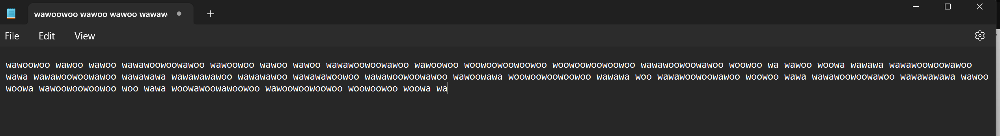 wawoowoo wawoo wawoo wawaw
File Edit View
wawoowoo wawoo wawoo wawawoowoowawoo wawoowoo wawoo wawoo wawawoowoowawoo wawoowoo woowoowoowoowoo woowoowoowoowoo wawawoowoowawoo woowoo wa wawoo woowa wawawa wawawoowoowawoo
wawa wawawoowoowawoo wawawawa wawawawawoo wawawawoo wawawawoowoo wawawoowoowawoo wawoowawa woowoowoowoowoo wawawa woo wawawoowoowawoo woowoo wawa wawawoowoowawoo wawawawawa wawoo
woowa wawoowoowoowoo woo wawa woowawoowawoowoo wawoowoowoowoo woowoowoo woowa wa